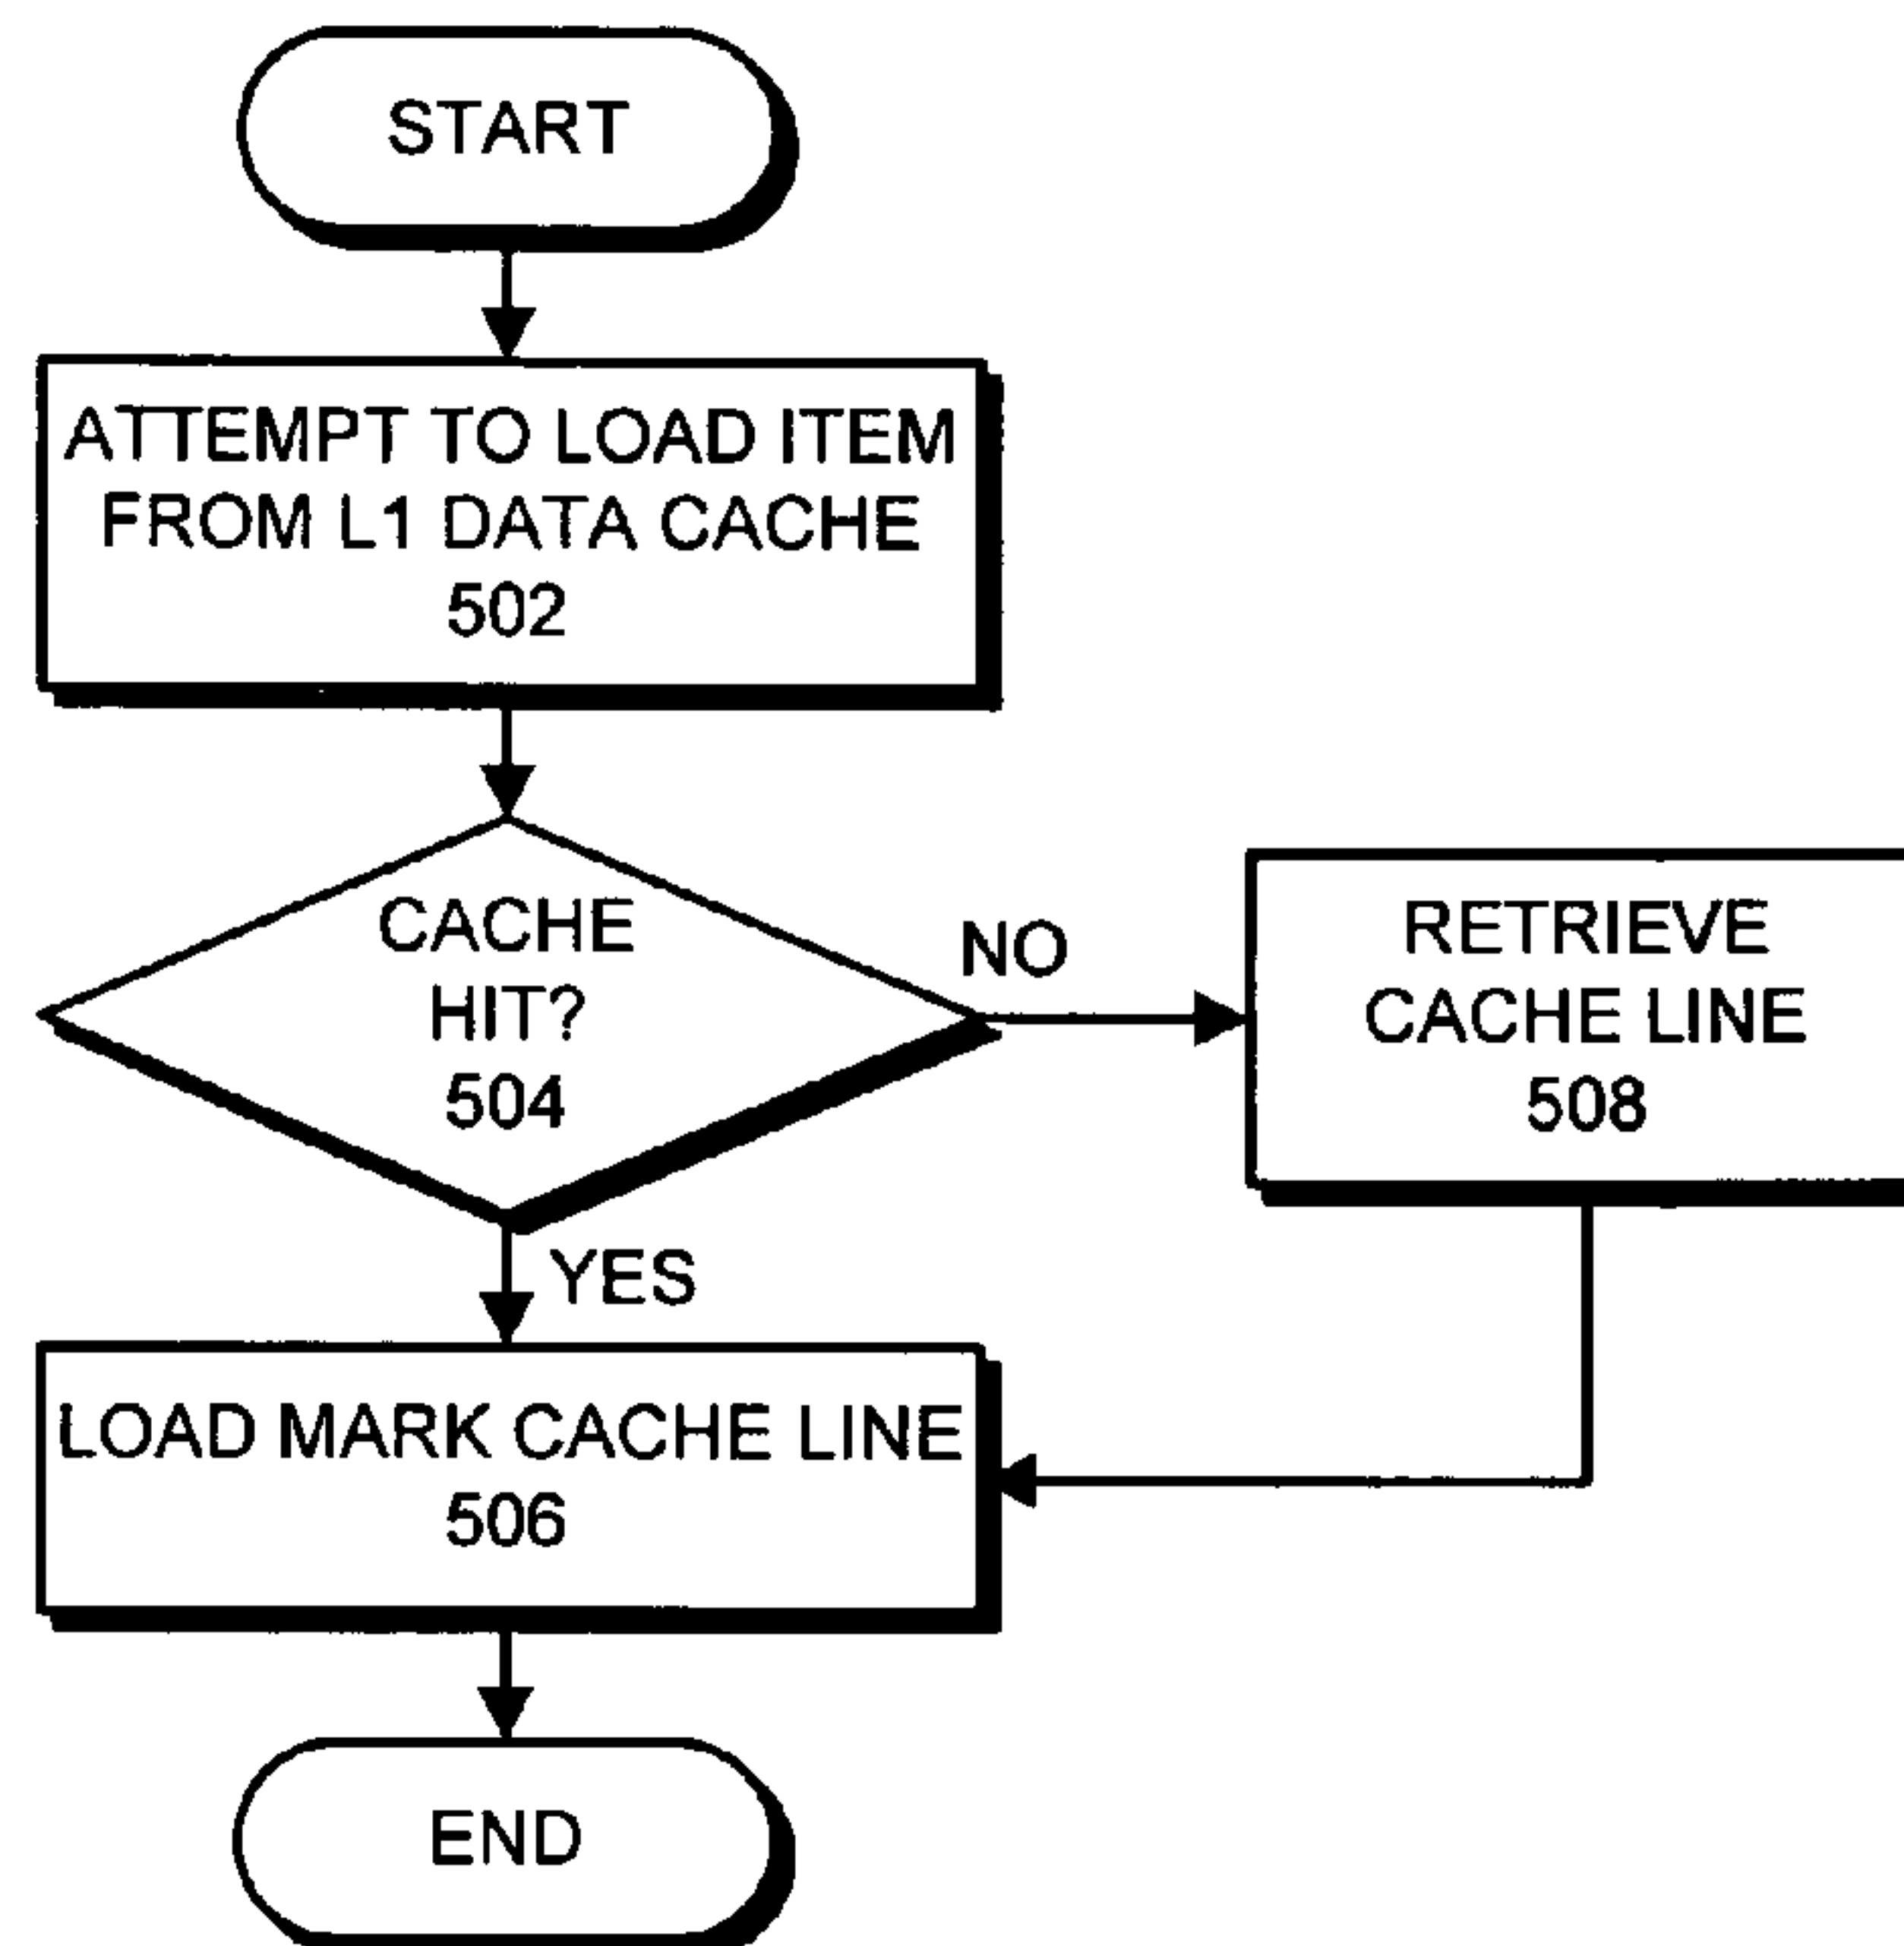 START
ATTEMPT TO LOAD ITEM
FROM L1 DATA CACHE
502
CACHE
HIT?
504
NO
RETRIEVE
CACHE LINE
508
YES
LOAD MARK CACHE LINE
506
END